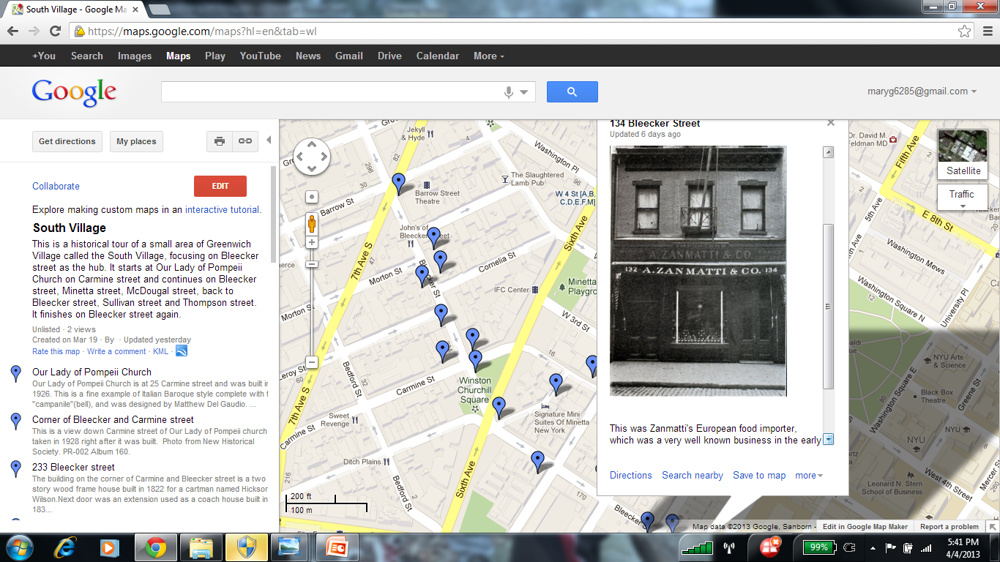 South Village - Google Ma
https://maps.google.com/maps?hl=en&tab=wl
+You Search Images Maps Play YouTube News Gmail Drive Calendar More
Google
maryg6285@gmail.com
Get directions
My places
Collaborate
EDIT
Explore making custom maps in an interactive tutorial.
South Village
This is a historical tour of a small area of Greenwich
Village called the South Village, focusing on Bleecker
street as the hub. It starts at Our Lady of Pompeii
Church on Carmine street and continues on Bleecker
street, Minetta street, McDougal street, back to
Bleecker street, Sullivan street and Thompson street.
It finishes on Bleecker street again.
Unlisted · 2 views
Created on Mar 19 · By · Updated yesterday
Rate this map · Write a comment · KML ·
Our Lady of Pompeii Church
Our Lady of Pompeii Church is at 25 Carmine street and was built in
1926. This is a fine example of Italian Baroque style complete with
"campanile"(bell), and was designed by Matthew Del Gaudio. ...
Corner of Bleecker and Carmine street
This is a view down Carmine street of Our Lady of Pompeii church
taken in 1928 right after it was built. Photo from New Historical
Society. PR-002 Album 160.
233 Bleecker street
The building on the corner of Carmine and Bleecker street is a two
story wood frame house built in 1822 for a cartman named Hickson
Wilson.Next door was an extension used as a coach house built in
183...
Jekyll
& Hyde
82
296
Washington Pl
The Slaughtered
Lamb Pub
W 4 St [A,B,
C,D,E,F,M]
Barrow Street
Theatre
Barrow St
John's of
Bleecker Street
7th Ave S
47
Morton St
Cornelia St
Sixth Ave
IFC Center
Minetta
Playground
W 3rd St
Morton St
Leroy St
Bedford St
16
Carmine St
Winston
Churchill
Square
7th Ave S
Sweet
Revenge
Signature Mini
Suites Of Minetta
New York
Carmine St
Ditch Plains
216
Bedford St
Sixth Ave
170
Bleecker S
200 ft
100 m
134 Bleecker Street
Updated 6 days ago
A. ZANMATTI & CO.
132 A. ZANMATTI & CO. 134
This was Zanmatti's European food importer,
which was a very well known business in the early
Directions Search nearby Save to map more
Dr. David M.
Feldman MD
Fifth Ave
Satellite
Traffic
5th Ave
E 8th St
Washington Mews
Washington Square N
University Pl
NYU Arts
& Science
Washington Square E
Black Box
Theatre
Greene St
NYU
NYU
West 4th St
Mercer
Leonard N. Stern
School of Business
Map data ©2013 Google, Sanborn -
Edit in Google Map Maker
Report a problem
99%
5:41 PM
4/4/2013